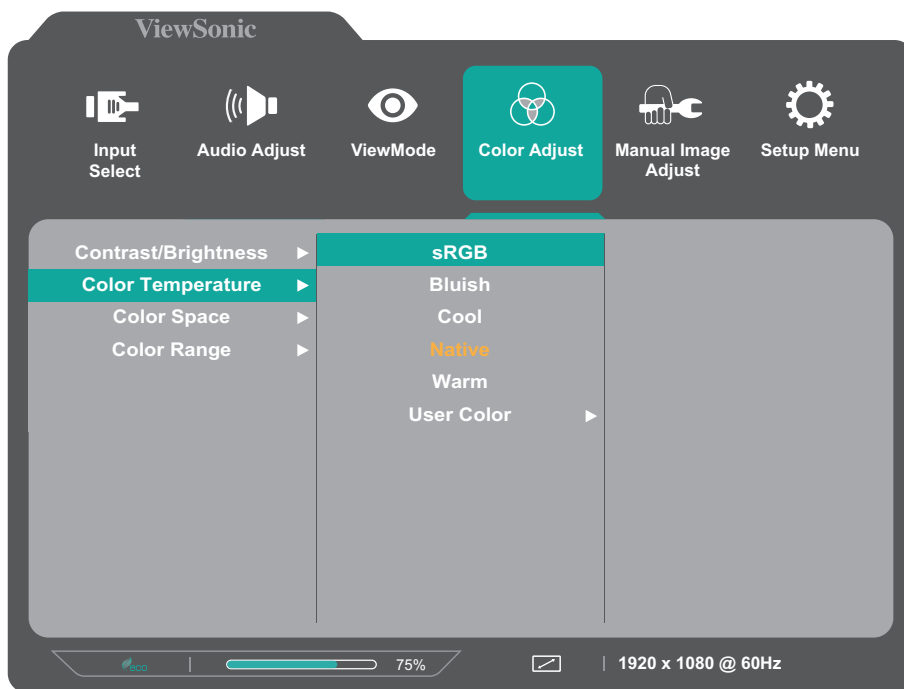 ViewSonic
Input
Select
Audio Adjust
ViewMode
Color Adjust
Manual Image
Adjust
Setup Menu
Contrast/Brightness
Color Temperature
Color Space
Color Range
sRGB
Bluish
Cool
Native
Warm
User Color
eco
75%
1920 x 1080 @ 60Hz